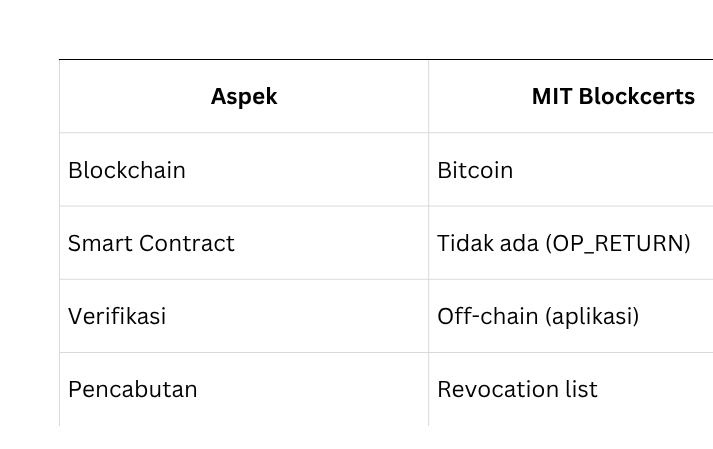 Aspek MIT Blockcerts
Blockchain Bitcoin
Smart Contract Tidak ada (OP_RETURN)
Verifikasi Off-chain (aplikasi)
Pencabutan Revocation list